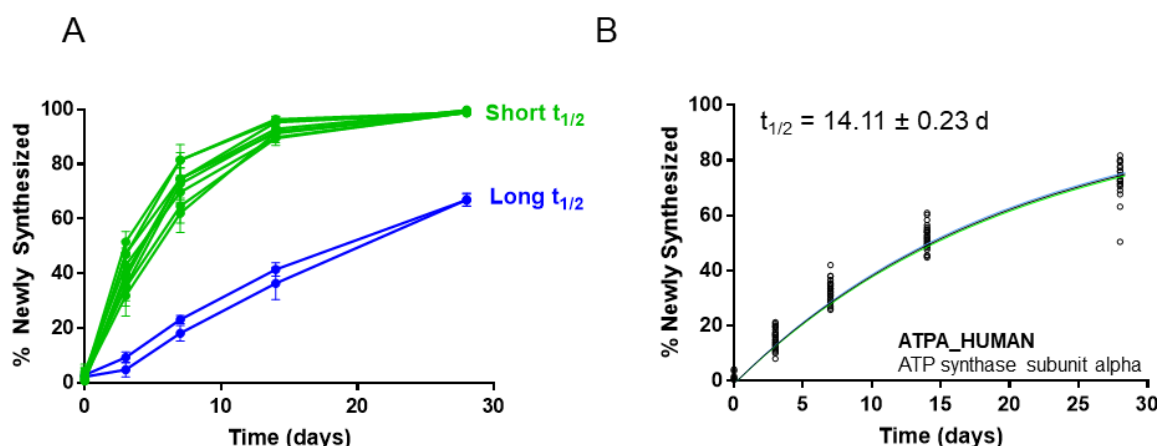 A
% Newly Synthesized
100
80
60
40
20
0
0
10
20
30
Time (days)
Short t1/2
Long t1/2
B
% Newly Synthesized
100
80
60
40
20
0
0
5
10
15
20
25
30
Time (days)
t1/2 = 14.11 ± 0.23 d
ATPA_HUMAN
ATP synthase subunit alpha